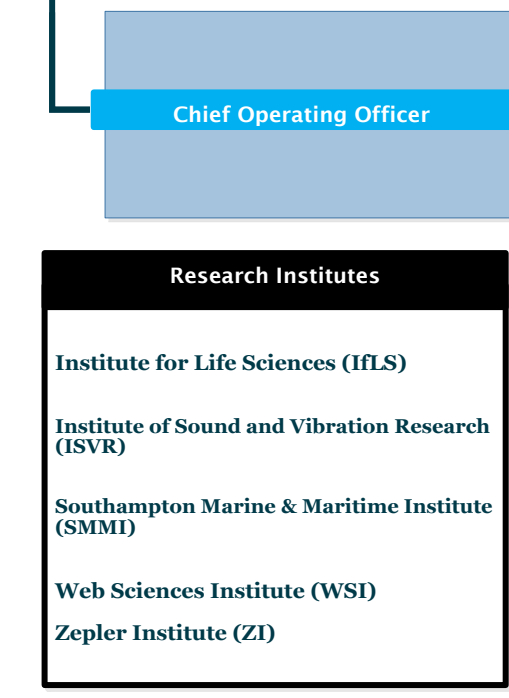 Chief Operating Officer
Research Institutes
Institute for Life Sciences (IfLS)
Institute of Sound and Vibration Research
(ISVR)
Southampton Marine & Maritime Institute
(SMMI)
Web Sciences Institute (WSI)
Zepler Institute (ZI)